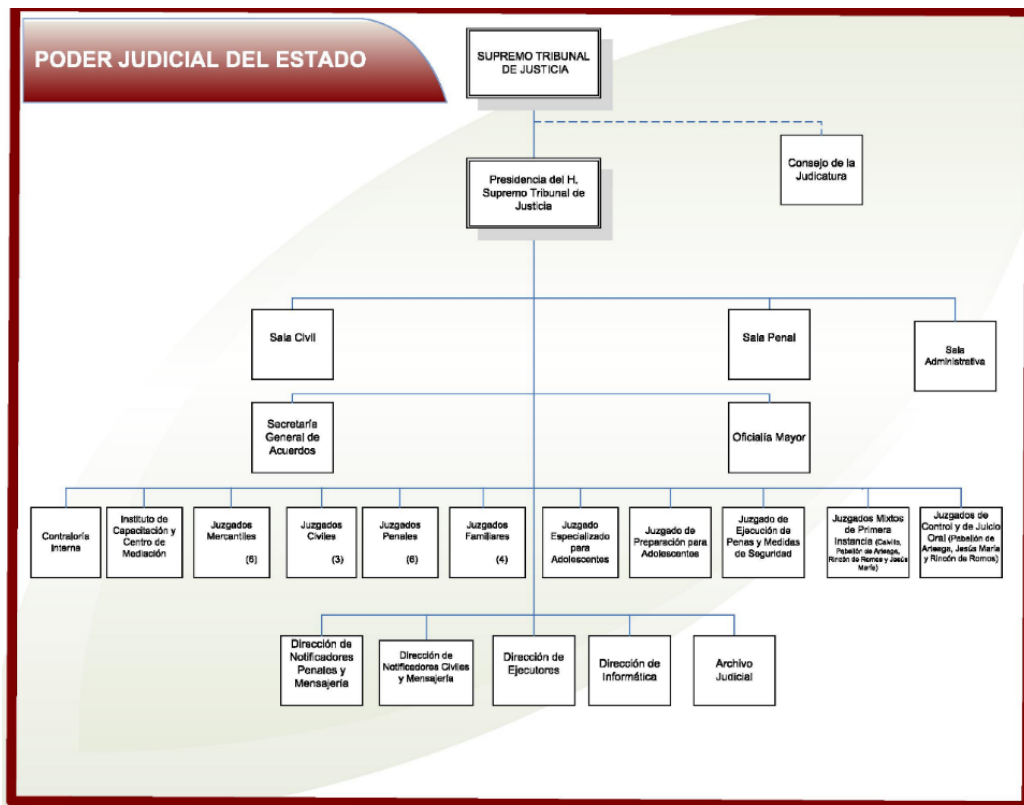 PODER JUDICIAL DEL ESTADO
SUPREMO TRIBUNAL
DE JUSTICIA
Consejo de la
Judicatura
Presidencia del H.
Supremo Tribunal de
Justicia
Sala Civil
Sala Penal
Sala
Administrativa
Secretaría
General de
Acuerdos
Oficialía Mayor
Contraloría
Interna
Instituto de
Capacitación y
Centro de
Mediación
Juzgados
Mercantiles
(6)
Juzgados
Civiles
(3)
Juzgados
Penales
(6)
Juzgados
Familiares
(4)
Juzgado
Especializado
para
Adolescentes
Juzgado de
Preparación para
Adolescentes
Juzgado de
Ejecución de
Penas y Medidas
de Seguridad
Juzgados Mixtos
de Primera
Instancia (Calvillo,
Pabellón de Arteaga,
Rincón de Romos y Jesús
María)
Juzgados de
Control y de Juicio
Oral (Pabellón de
Arteaga, Jesús María
y Rincón de Romos)
Dirección de
Notificadores
Penales y
Mensajería
Dirección de
Notificadores Civiles
y Mensajería
Dirección de
Ejecutores
Dirección de
Informática
Archivo
Judicial